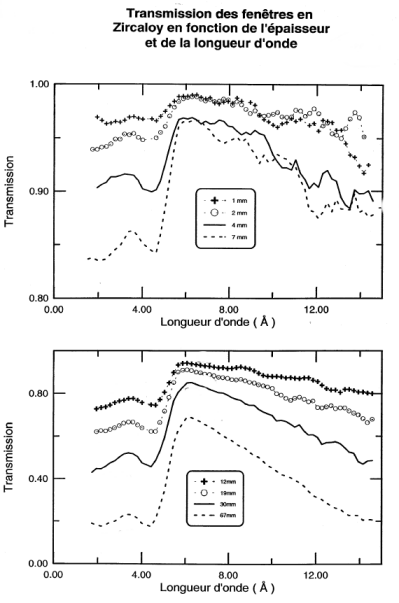 Transmission des fenêtres en
Zircaloy en fonction de l'épaisseur
et de la longueur d'onde
1.00
0.90
0.80
Transmission
1 mm
2 mm
4 mm
7 mm
0.00 4.00 8.00 12.00
Longueur d'onde ( Å )
0.80
0.40
0.00
Transmission
12mm
19mm
30mm
67mm
0.00 4.00 8.00 12.00
Longueur d'onde ( Å )